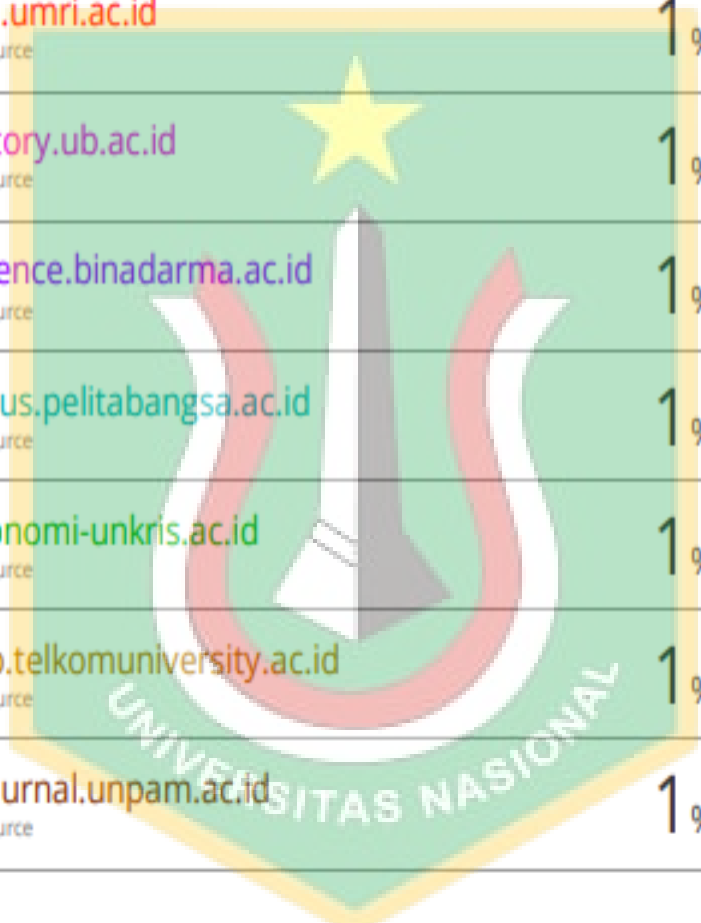 .umri.ac.id
1%
urce
ory.ub.ac.id
1%
urce
ence.binadarma.ac.id
1%
urce
us.pelitabangsa.ac.id
1%
urce
onomi-unkris.ac.id
1%
urce
.telkomuniversity.ac.id
1%
urce
urnal.unpam.ac.id
1%
urce
UNIVERSITAS NASIONAL